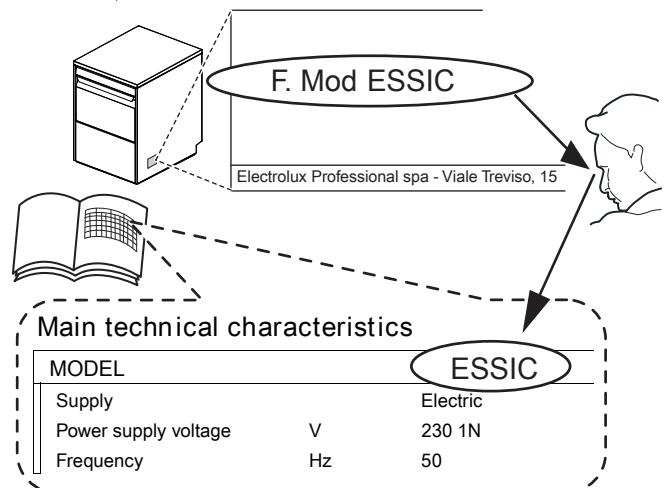 F. Mod ESSIC
Electrolux Professional spa - Viale Treviso, 15
Main technical characteristics
MODEL ESSIC
Supply Electric
Power supply voltage V 230 1N
Frequency Hz 50